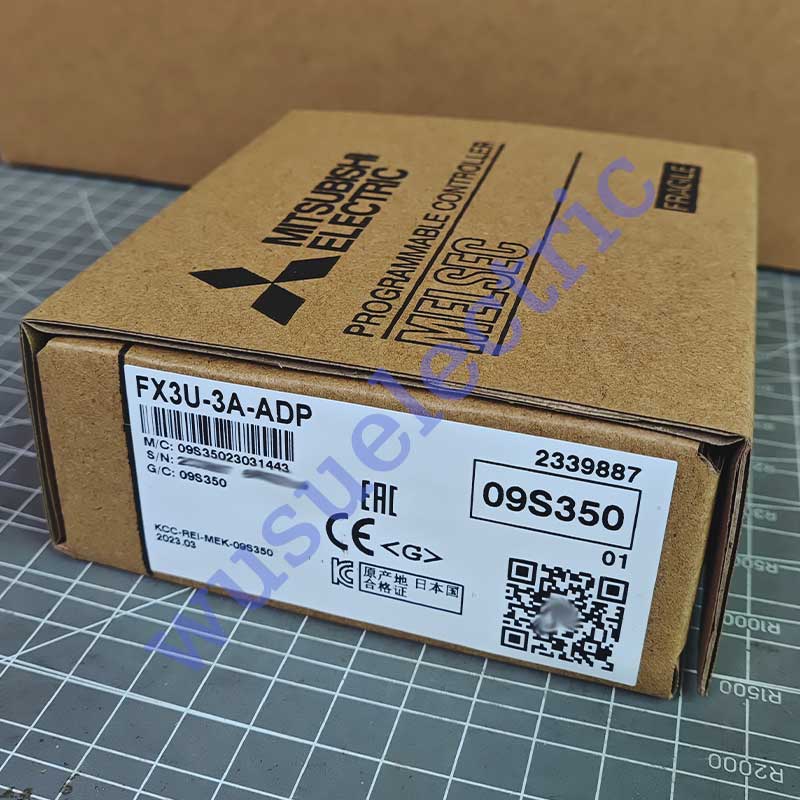 MITSUBISHI
ELECTRIC
PROGRAMMABLE CONTROLLER
MELSEC
FRAGILE
FX3U-3A-ADP
M/C: 09S35023031443
S/N:
G/C: 09S350
KCC-REI-MEK-09S350
2023.03
EAC
CE <G>
KC
原产地 日本国
合格证
2339887
09S350
01
wusuelectric
R500
R1000
R1500
R2000